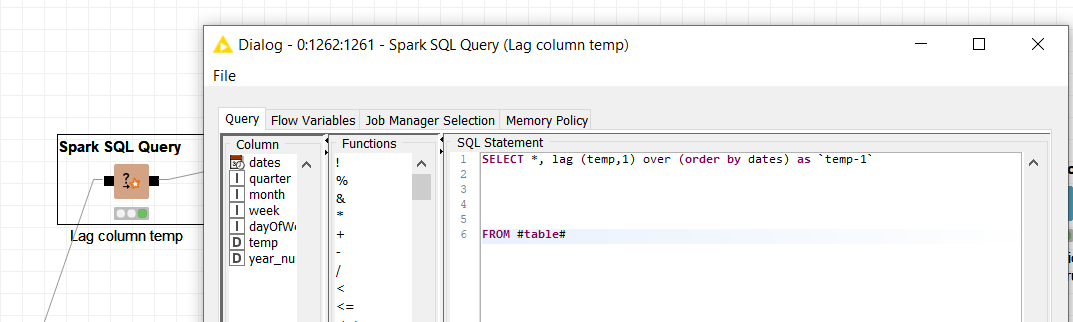 Dialog - 0:1262:1261 - Spark SQL Query (Lag column temp)
File
Query Flow Variables Job Manager Selection Memory Policy
Spark SQL Query
?
Lag column temp
Column
dates
I quarter
I month
I week
I dayOfWe
D temp
D year_nu
Functions
!
%
&
*
+
-
/
<
<=
SQL Statement
1 SELECT *, lag (temp,1) over (order by dates) as `temp-1`
2
3
4
5
6 FROM #table#